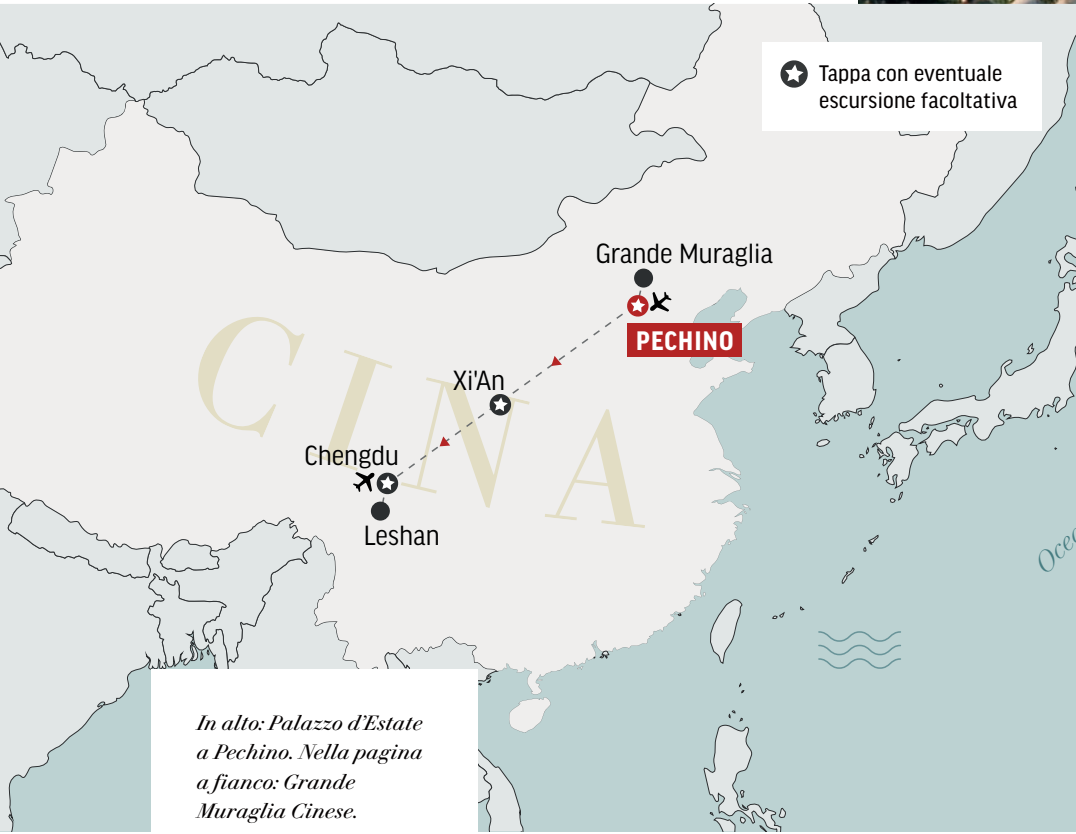 Tappa con eventuale
escursione facoltativa
Grande Muraglia
PECHINO
Xi'An
CINA
Chengdu
Leshan
In alto: Palazzo d'Estate
a Pechino. Nella pagina
a fianco: Grande
Muraglia Cinese.